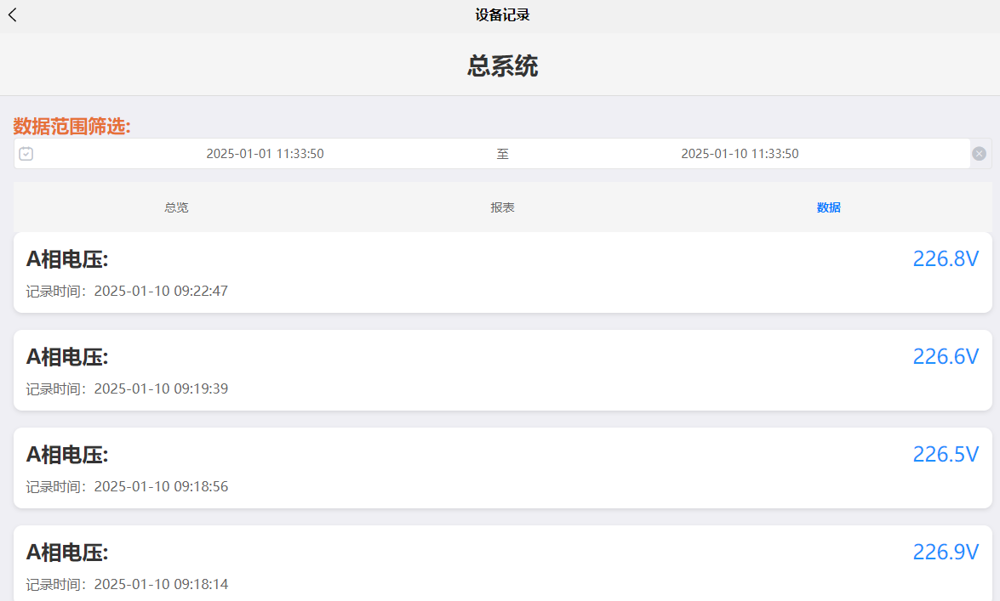 设备记录
总系统
数据范围筛选:
2025-01-01 11:33:50 至 2025-01-10 11:33:50
总览 报表 数据
A相电压: 226.8V
记录时间：2025-01-10 09:22:47
A相电压: 226.6V
记录时间：2025-01-10 09:19:39
A相电压: 226.5V
记录时间：2025-01-10 09:18:56
A相电压: 226.9V
记录时间：2025-01-10 09:18:14